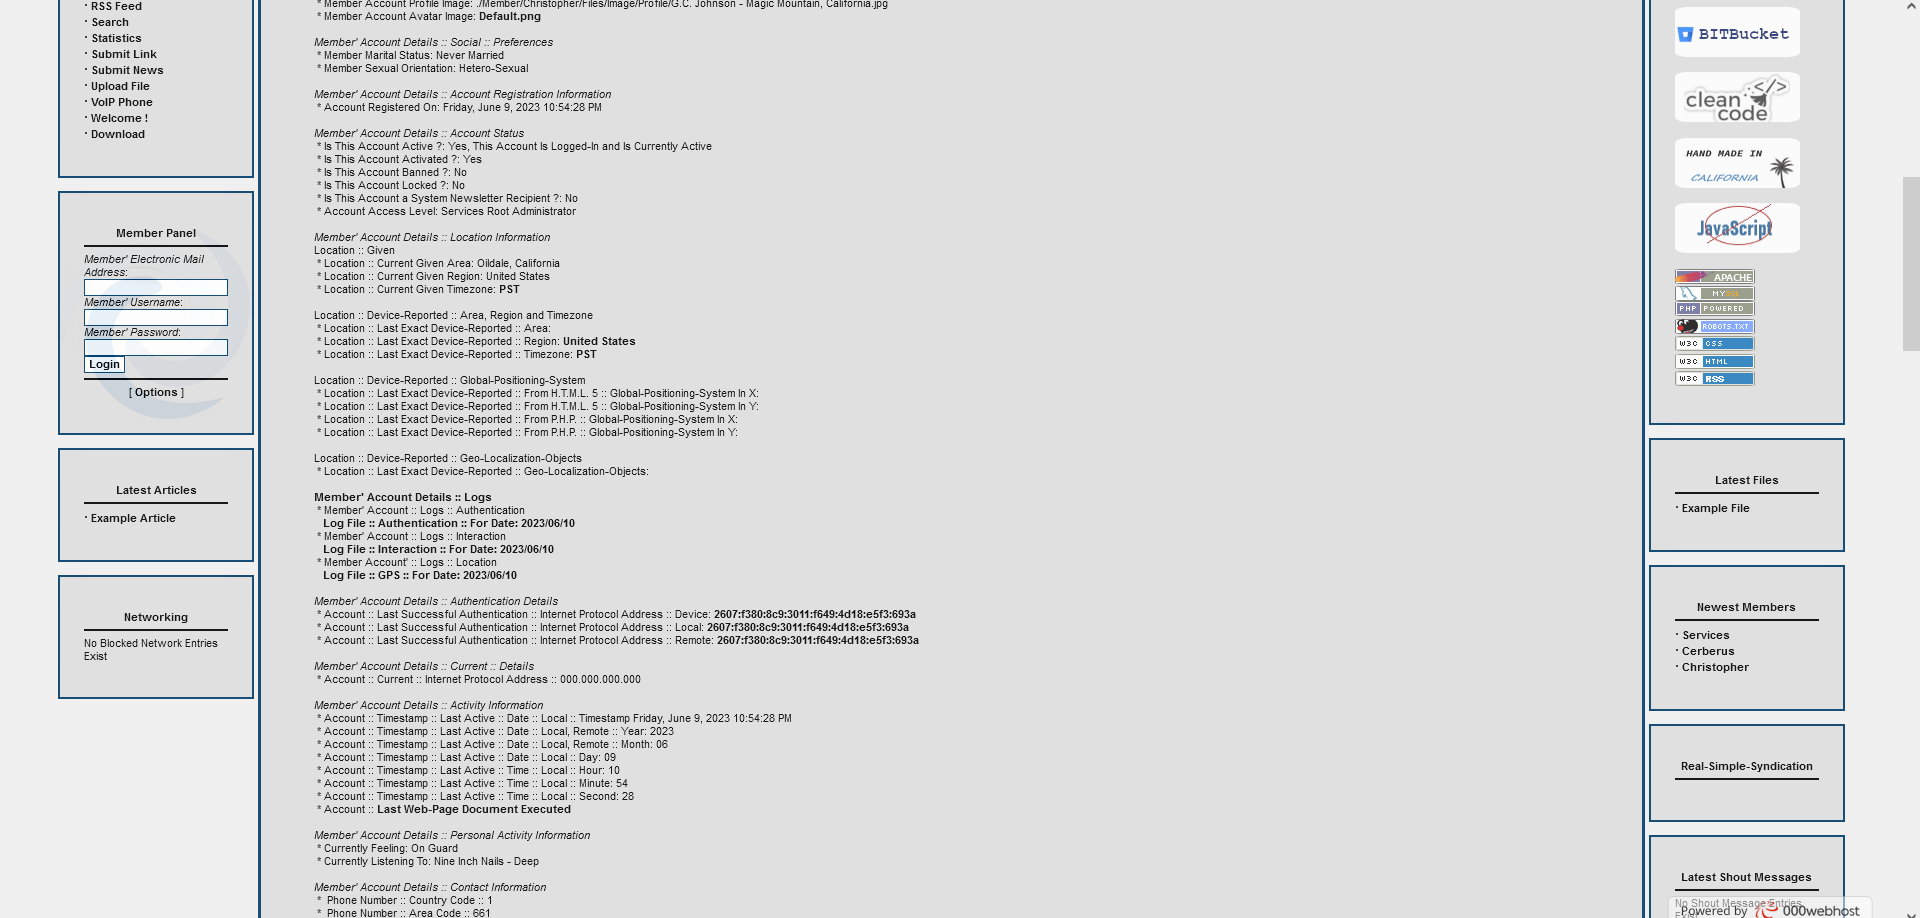 · RSS Feed
· Search
· Statistics
· Submit Link
· Submit News
· Upload File
· VoIP Phone
· Welcome !
· Download
Member Panel
Member' Electronic Mail
Address:
Member' Username:
Member' Password:
Login
[ Options ]
Latest Articles
· Example Article
Networking
No Blocked Network Entries
Exist
* Member Account Profile Image: ./Member/Christopher/Files/Image/Profile/G.C. Johnson - Magic Mountain, California.jpg
* Member Account Avatar Image: Default.png
Member' Account Details :: Social :: Preferences
* Member Marital Status: Never Married
* Member Sexual Orientation: Hetero-Sexual
Member' Account Details :: Account Registration Information
* Account Registered On: Friday, June 9, 2023 10:54:28 PM
Member' Account Details :: Account Status
* Is This Account Active ?: Yes, This Account Is Logged-In and Is Currently Active
* Is This Account Activated ?: Yes
* Is This Account Banned ?: No
* Is This Account Locked ?: No
* Is This Account a System Newsletter Recipient ?: No
* Account Access Level: Services Root Administrator
Member' Account Details :: Location Information
Location :: Given
* Location :: Current Given Area: Oildale, California
* Location :: Current Given Region: United States
* Location :: Current Given Timezone: PST
Location :: Device-Reported :: Area, Region and Timezone
* Location :: Last Exact Device-Reported :: Area:
* Location :: Last Exact Device-Reported :: Region: United States
* Location :: Last Exact Device-Reported :: Timezone: PST
Location :: Device-Reported :: Global-Positioning-System
* Location :: Last Exact Device-Reported :: From H.T.M.L. 5 :: Global-Positioning-System In X:
* Location :: Last Exact Device-Reported :: From H.T.M.L. 5 :: Global-Positioning-System In Y:
* Location :: Last Exact Device-Reported :: From P.H.P. :: Global-Positioning-System In X:
* Location :: Last Exact Device-Reported :: From P.H.P. :: Global-Positioning-System In Y:
Location :: Device-Reported :: Geo-Localization-Objects
* Location :: Last Exact Device-Reported :: Geo-Localization-Objects:
Member' Account Details :: Logs
* Member' Account :: Logs :: Authentication
Log File :: Authentication :: For Date: 2023/06/10
* Member' Account :: Logs :: Interaction
Log File :: Interaction :: For Date: 2023/06/10
* Member Account' :: Logs :: Location
Log File :: GPS :: For Date: 2023/06/10
Member' Account Details :: Authentication Details
* Account :: Last Successful Authentication :: Internet Protocol Address :: Device: 2607:f380:8c9:3011:f649:4d18:e5f3:693a
* Account :: Last Successful Authentication :: Internet Protocol Address :: Local: 2607:f380:8c9:3011:f649:4d18:e5f3:693a
* Account :: Last Successful Authentication :: Internet Protocol Address :: Remote: 2607:f380:8c9:3011:f649:4d18:e5f3:693a
Member' Account Details :: Current :: Details
* Account :: Current :: Internet Protocol Address :: 000.000.000.000
Member' Account Details :: Activity Information
* Account :: Timestamp :: Last Active :: Date :: Local :: Timestamp Friday, June 9, 2023 10:54:28 PM
* Account :: Timestamp :: Last Active :: Date :: Local, Remote :: Year: 2023
* Account :: Timestamp :: Last Active :: Date :: Local, Remote :: Month: 06
* Account :: Timestamp :: Last Active :: Date :: Local :: Day: 09
* Account :: Timestamp :: Last Active :: Time :: Local :: Hour: 10
* Account :: Timestamp :: Last Active :: Time :: Local :: Minute: 54
* Account :: Timestamp :: Last Active :: Time :: Local :: Second: 28
* Account :: Last Web-Page Document Executed
Member' Account Details :: Personal Activity Information
* Currently Feeling: On Guard
* Currently Listening To: Nine Inch Nails - Deep
Member' Account Details :: Contact Information
* Phone Number :: Country Code :: 1
* Phone Number :: Area Code :: 661
BITBucket
clean </>
code
HAND MADE IN
CALIFORNIA
JavaScript
APACHE
MY
PHP POWERED
ROBOTS.TXT
W3C CSS
W3C HTML
W3C RSS
Latest Files
· Example File
Newest Members
· Services
· Cerberus
· Christopher
Real-Simple-Syndication
Latest Shout Messages
No Shout Message Entries
Powered by 000webhost